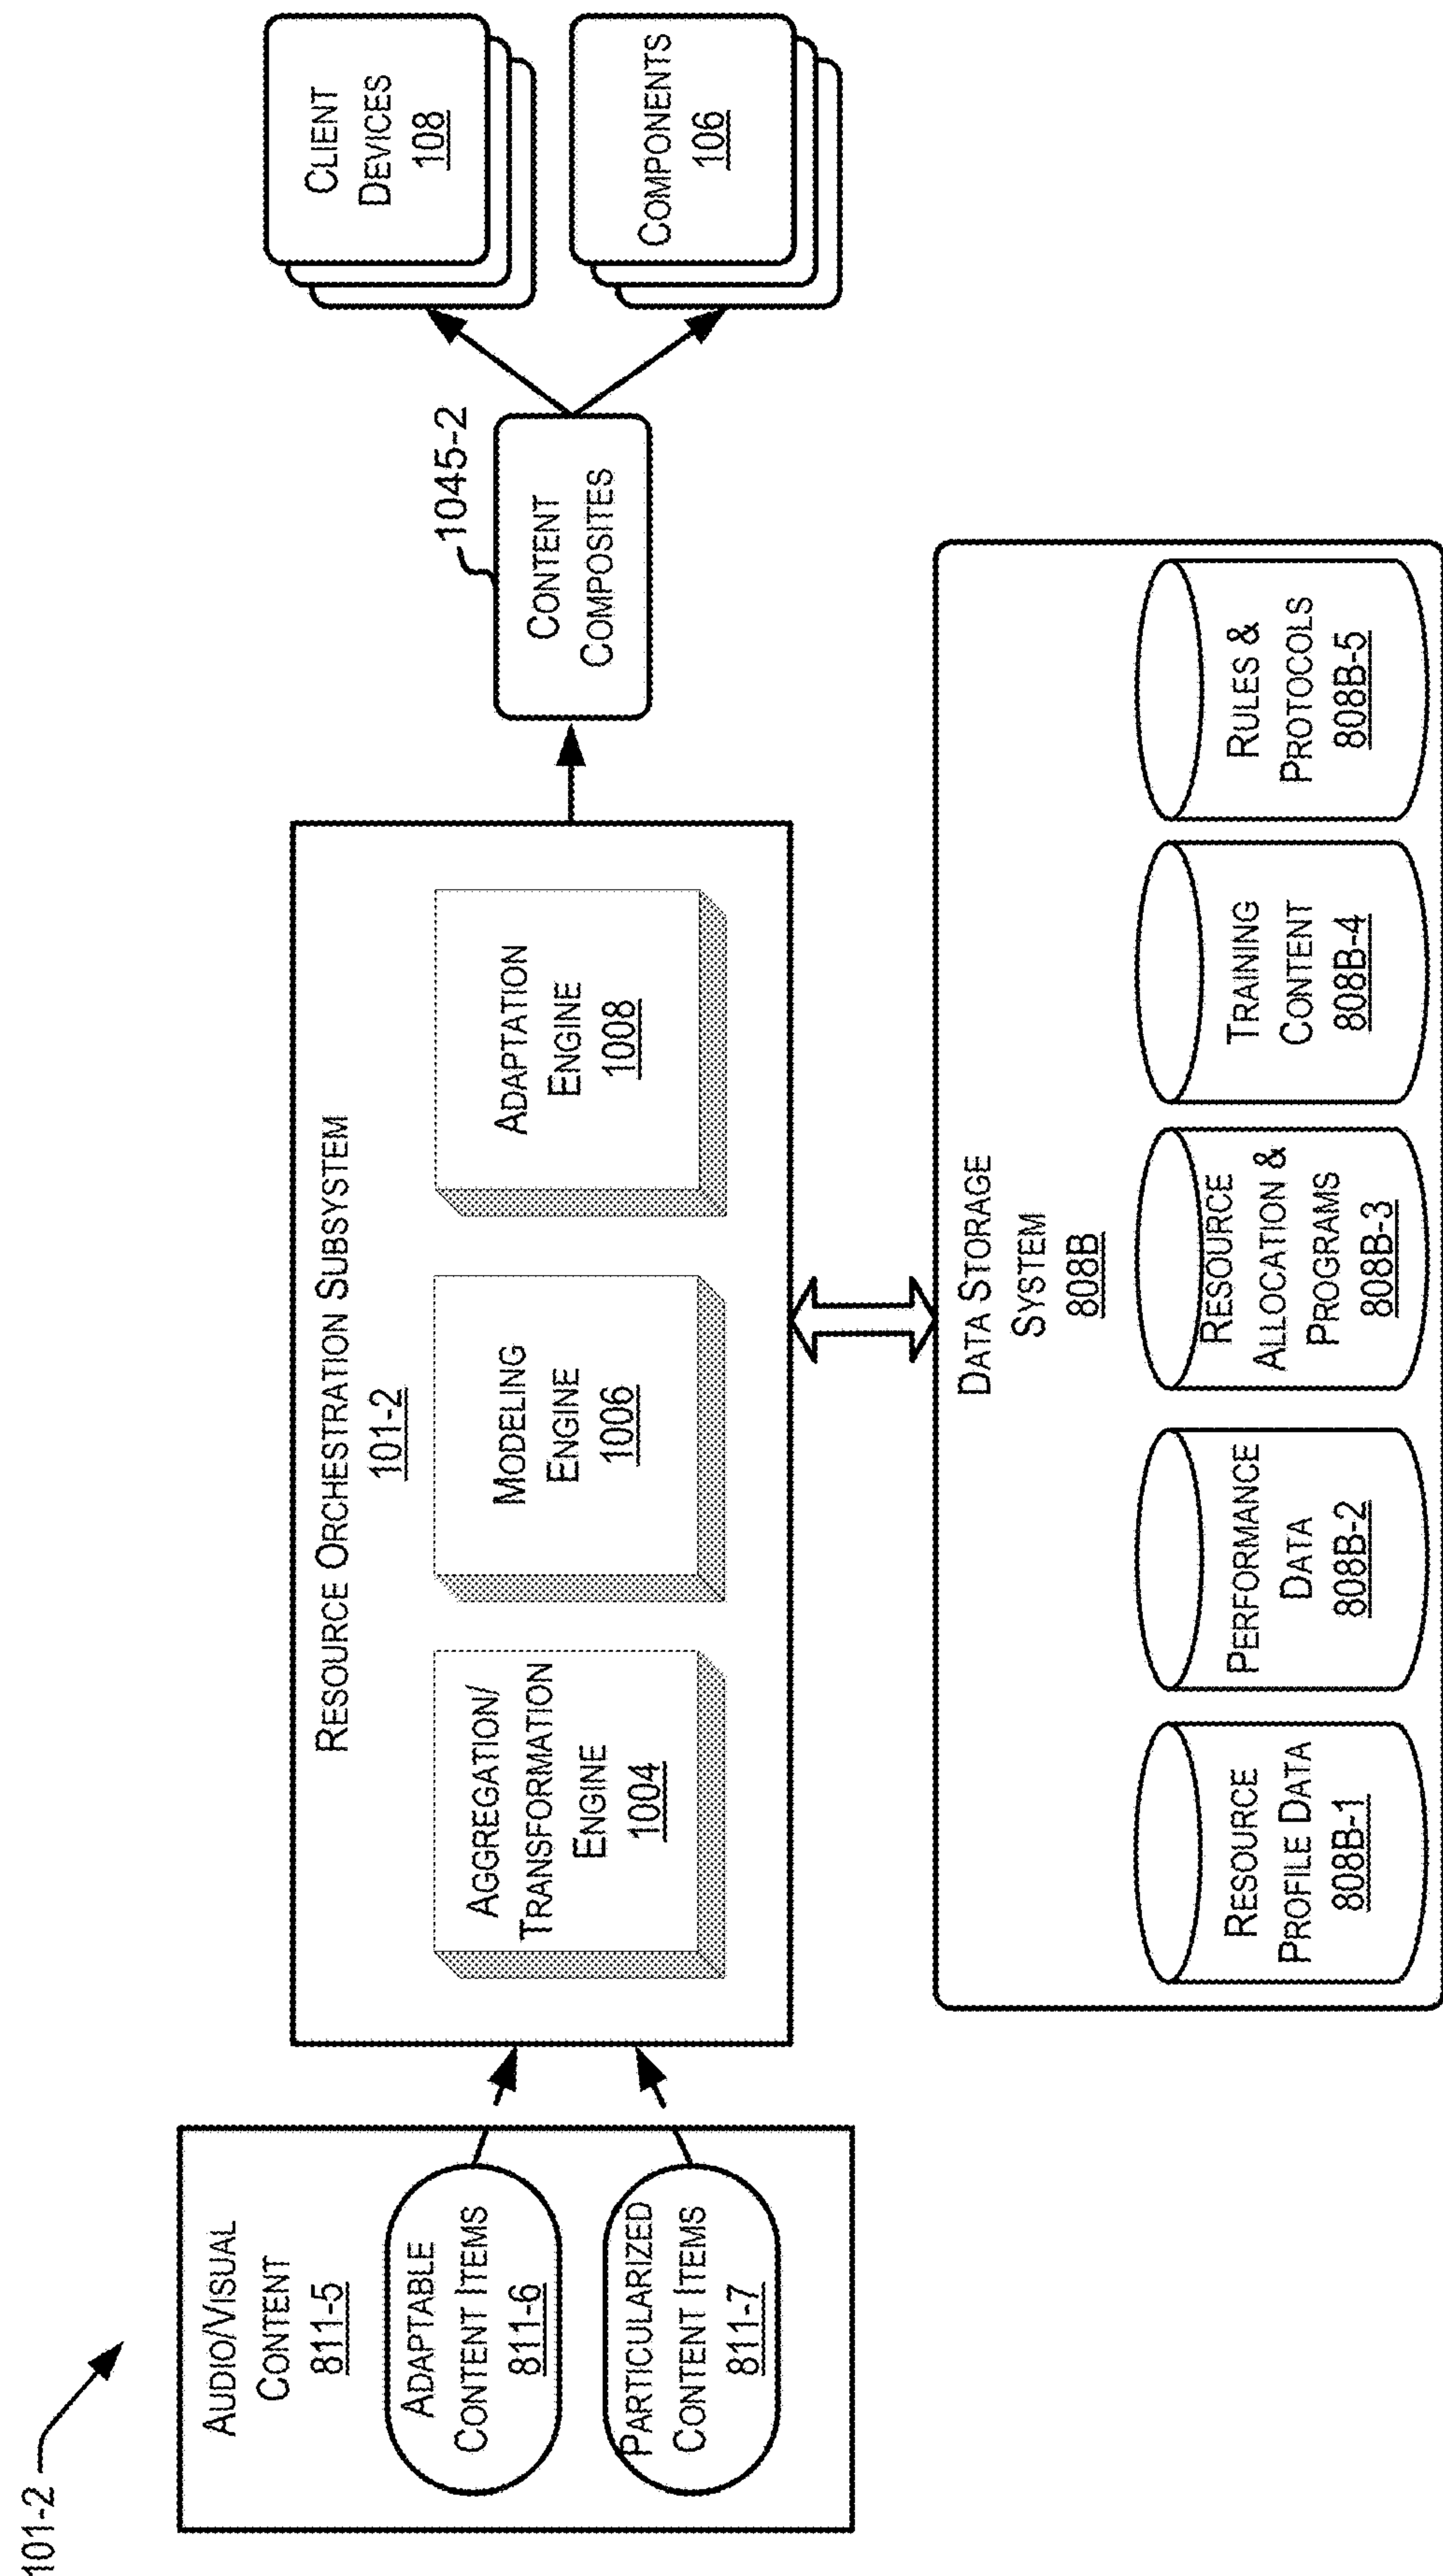 101-2
AUDIO/VISUAL
CONTENT
811-5
ADAPTABLE
CONTENT ITEMS
811-6
PARTICULARIZED
CONTENT ITEMS
811-7
RESOURCE ORCHESTRATION SUBSYSTEM
101-2
AGGREGATION/
TRANSFORMATION
ENGINE
1004
MODELING
ENGINE
1006
ADAPTATION
ENGINE
1008
1045-2
CONTENT
COMPOSITES
CLIENT
DEVICES
108
COMPONENTS
106
DATA STORAGE
SYSTEM
808B
RESOURCE
PROFILE DATA
808B-1
PERFORMANCE
DATA
808B-2
RESOURCE
ALLOCATION &
PROGRAMS
808B-3
TRAINING
CONTENT
808B-4
RULES &
PROTOCOLS
808B-5